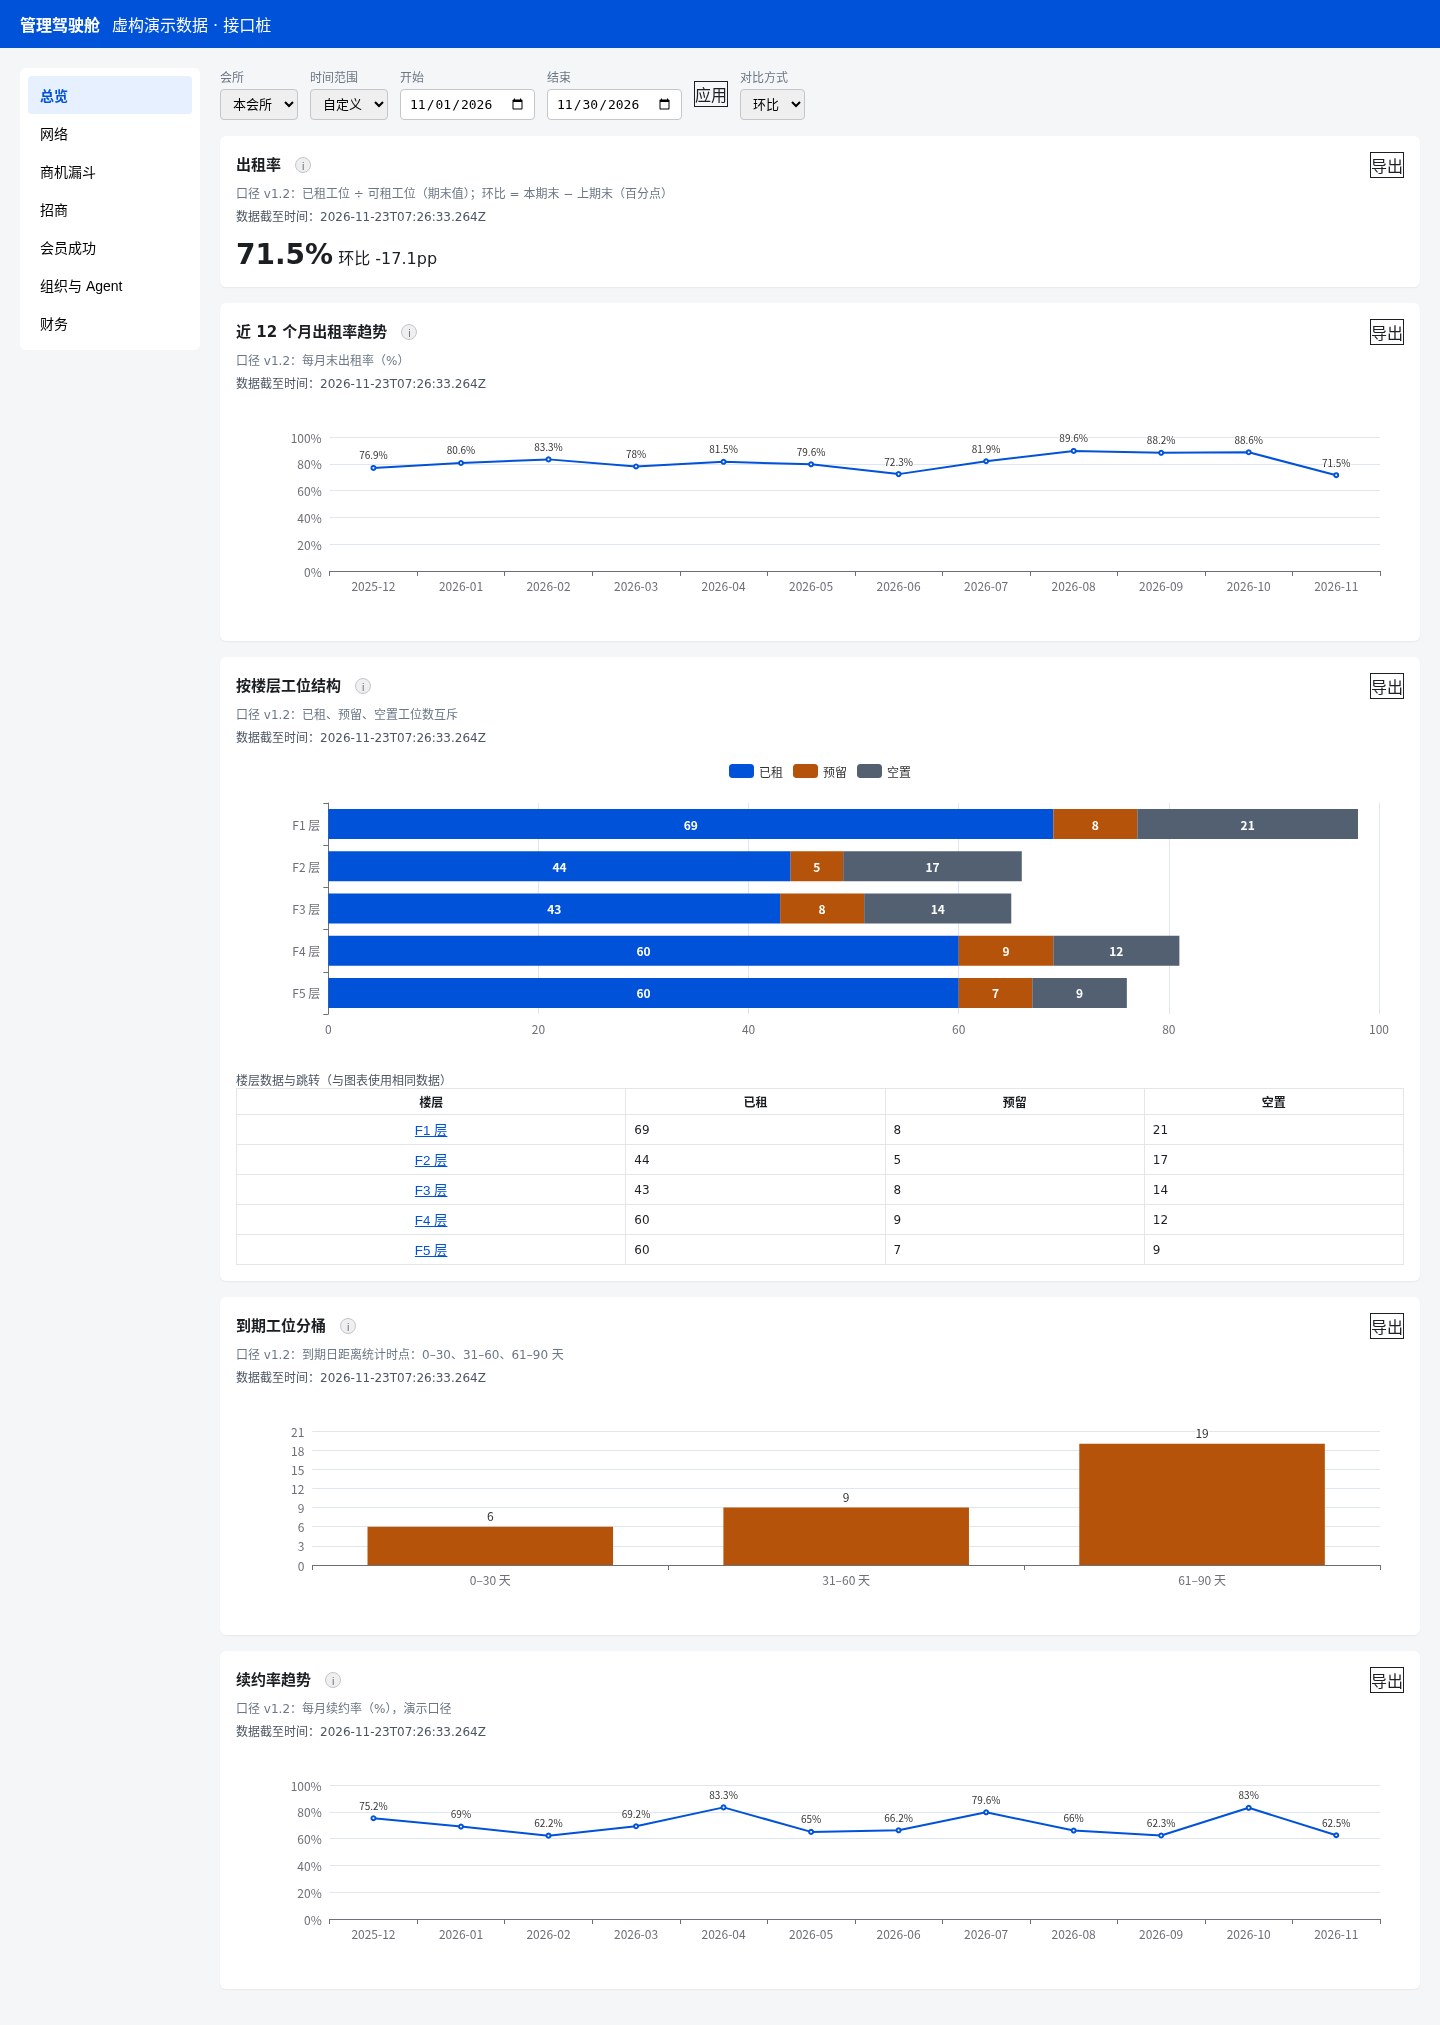 管理驾驶舱 虚构演示数据 · 接口桩
总览
网络
商机漏斗
招商
会员成功
组织与 Agent
财务
会所 时间范围 开始 结束 对比方式
本会所 自定义 11/01/2026 11/30/2026 应用 环比
出租率 i 导出
口径 v1.2：已租工位 ÷ 可租工位（期末值）；环比 = 本期末 − 上期末（百分点）
数据截至时间：2026-11-23T07:26:33.264Z
71.5% 环比 -17.1pp
近 12 个月出租率趋势 i 导出
口径 v1.2：每月末出租率（%）
数据截至时间：2026-11-23T07:26:33.264Z
100%
80%
60%
40%
20%
0%
76.9% 80.6% 83.3% 78% 81.5% 79.6% 72.3% 81.9% 89.6% 88.2% 88.6% 71.5%
2025-12 2026-01 2026-02 2026-03 2026-04 2026-05 2026-06 2026-07 2026-08 2026-09 2026-10 2026-11
按楼层工位结构 i 导出
口径 v1.2：已租、预留、空置工位数互斥
数据截至时间：2026-11-23T07:26:33.264Z
已租 预留 空置
F1 层 69 8 21
F2 层 44 5 17
F3 层 43 8 14
F4 层 60 9 12
F5 层 60 7 9
0 20 40 60 80 100
楼层数据与跳转（与图表使用相同数据）
楼层 已租 预留 空置
F1 层 69 8 21
F2 层 44 5 17
F3 层 43 8 14
F4 层 60 9 12
F5 层 60 7 9
到期工位分桶 i 导出
口径 v1.2：到期日距离统计时点：0–30、31–60、61–90 天
数据截至时间：2026-11-23T07:26:33.264Z
21
18
15
12
9
6
3
0
6 9 19
0–30 天 31–60 天 61–90 天
续约率趋势 i 导出
口径 v1.2：每月续约率（%），演示口径
数据截至时间：2026-11-23T07:26:33.264Z
100%
80%
60%
40%
20%
0%
75.2% 69% 62.2% 69.2% 83.3% 65% 66.2% 79.6% 66% 62.3% 83% 62.5%
2025-12 2026-01 2026-02 2026-03 2026-04 2026-05 2026-06 2026-07 2026-08 2026-09 2026-10 2026-11